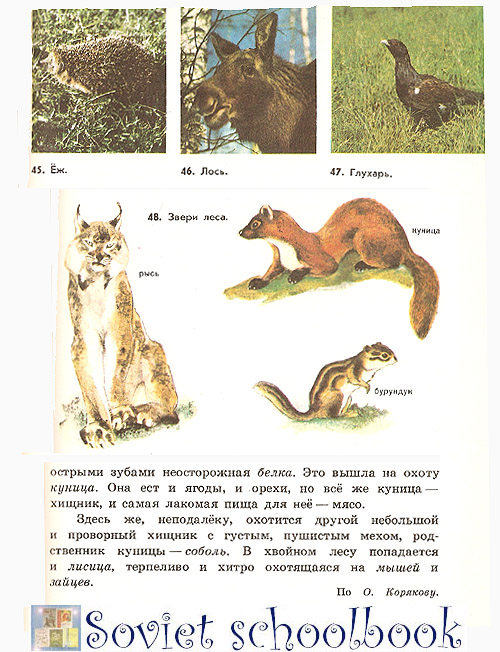 45. Ёж.
46. Лось.
47. Глухарь.
48. Звери леса.
куница
рысь
бурундук
острыми зубами неосторожная белка. Это вышла на охоту
куница. Она ест и ягоды, и орехи, но всё же куница —
хищник, и самая лакомая пища для неё — мясо.
Здесь же, неподалёку, охотится другой небольшой
и проворный хищник с густым, пушистым мехом, род-
ственник куницы — соболь. В хвойном лесу попадается
и лисица, терпеливо и хитро охотящаяся на мышей и
зайцев.
По О. Корякову.
Soviet schoolbook